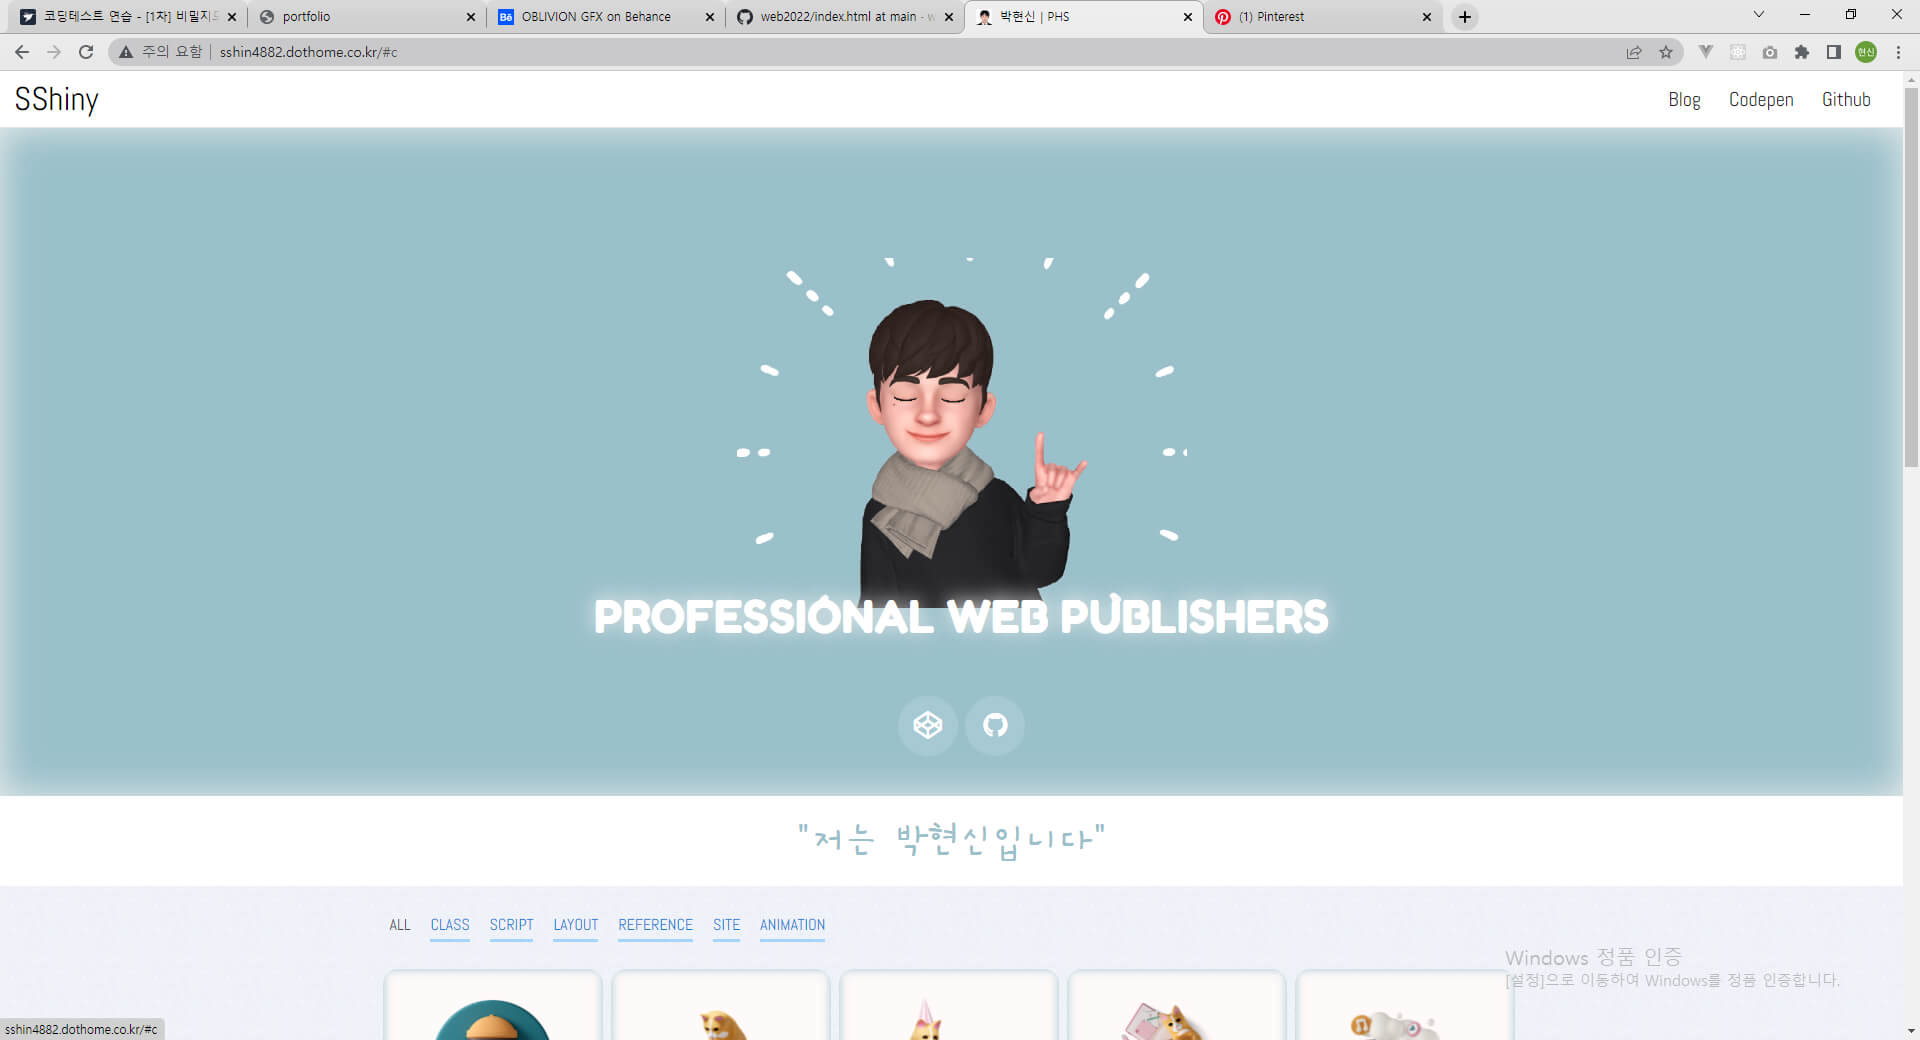 코딩테스트 연습 - [1차] 비밀지도
portfolio
OBLIVION GFX on Behance
web2022/index.html at main · w
박현신 | PHS
(1) Pinterest
주의 요함 | sshin4882.dothome.co.kr/#c
현신
SShiny
Blog Codepen Github
PROFESSIONAL WEB PUBLISHERS
"저는 박현신입니다"
ALL CLASS SCRIPT LAYOUT REFERENCE SITE ANIMATION
Windows 정품 인증
[설정]으로 이동하여 Windows를 정품 인증합니다.
sshin4882.dothome.co.kr/#c